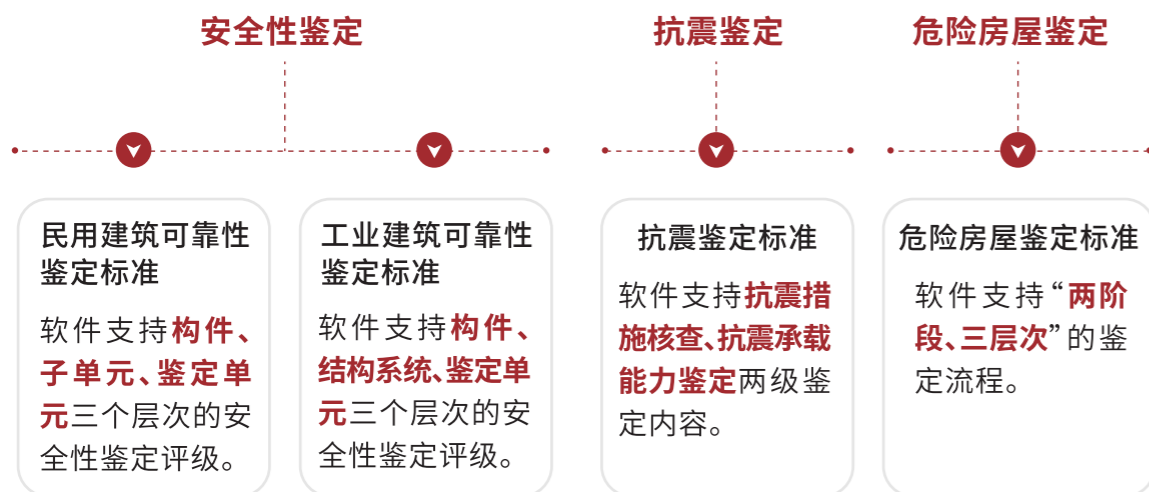 安全性鉴定
抗震鉴定
危险房屋鉴定
民用建筑可靠性
鉴定标准
软件支持构件、
子单元、鉴定单
元三个层次的安
全性鉴定评级。
工业建筑可靠性
鉴定标准
软件支持构件、
结构系统、鉴定单
元三个层次的安
全性鉴定评级。
抗震鉴定标准
软件支持抗震措
施核查、抗震承载
能力鉴定两级鉴
定内容。
危险房屋鉴定标准
软件支持“两阶
段、三层次”的鉴
定流程。